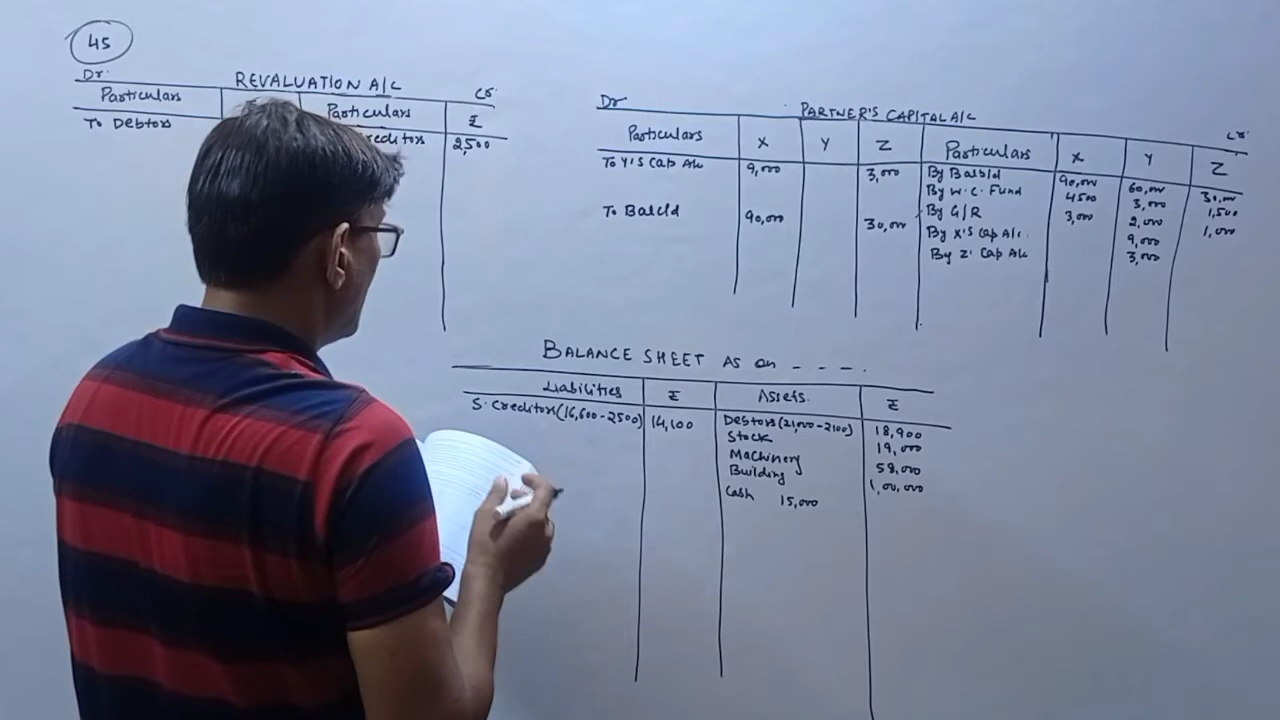 45
Dr. REVALUATION A/C Cr.
Particulars Particulars ₹
To Debtors creditors 2,500
Dr PARTNER'S CAPITAL A/C Cr.
Particulars X Y Z Particulars X Y Z
To Y'S Cap A/c 9,000 3,000 By Balb/d 90,000 60,000 30,000
By W.C. Fund 4500 3,000 1,500
To Balc/d 90,000 30,000 By G/R 3,000 2,000 1,000
By X'S Cap A/c. 9,000
By Z' Cap A/c 3,000
BALANCE SHEET AS on - - - .
Liabilities ₹ Assets. ₹
S. Creditors (16,600-2500) 14,100 Debtors (21,000-2100) 18,900
Stock 19,000
Machinery 58,000
Building 1,00,000
Cash 15,000